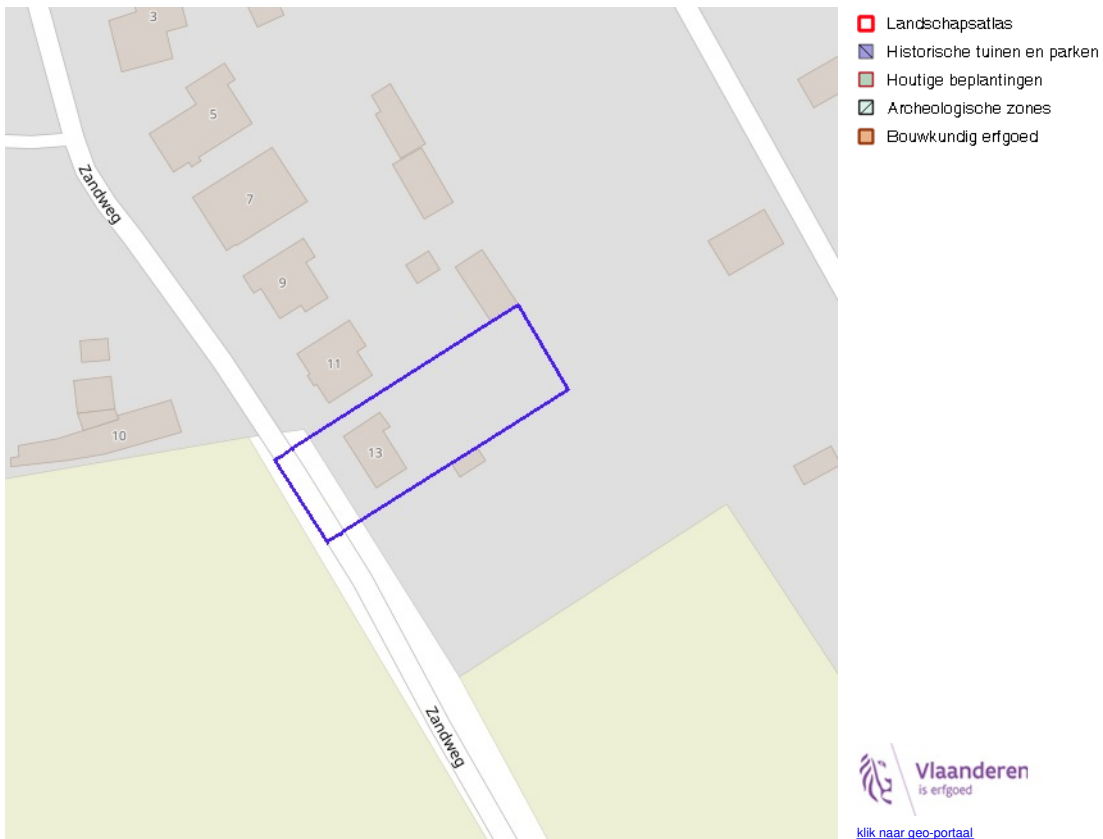 3
5
Zandweg
7
9
11
10
13
Zandweg
Landschapsatlas
Historische tuinen en parken
Houtige beplantingen
Archeologische zones
Bouwkundig erfgoed
Vlaanderen
is erfgoed
klik naar geo-portaal